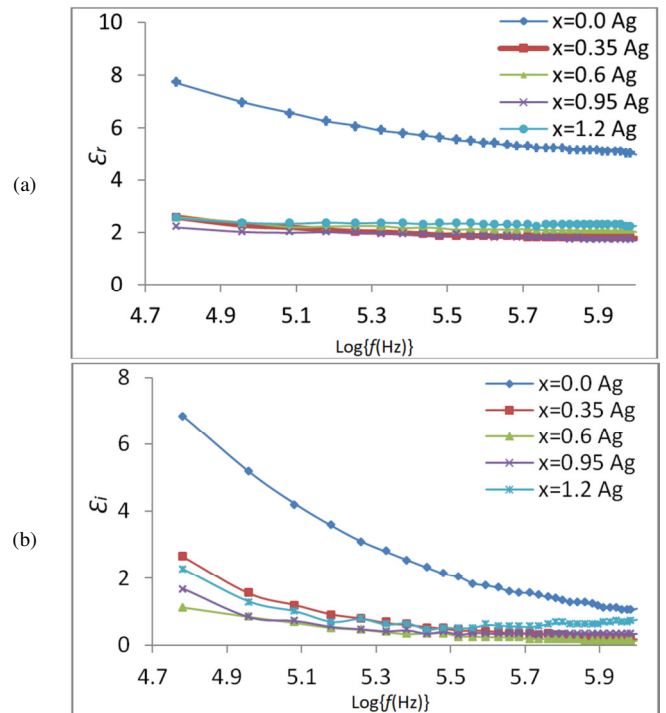 (a)
10
8
6
4
2
0
εr
4.7 4.9 5.1 5.3 5.5 5.7 5.9
Log{f(Hz)}
x=0.0 Ag
x=0.35 Ag
x=0.6 Ag
x=0.95 Ag
x=1.2 Ag
(b)
8
6
4
2
0
εi
4.7 4.9 5.1 5.3 5.5 5.7 5.9
Log{f(Hz)}
x=0.0 Ag
x=0.35 Ag
x=0.6 Ag
x=0.95 Ag
x=1.2 Ag